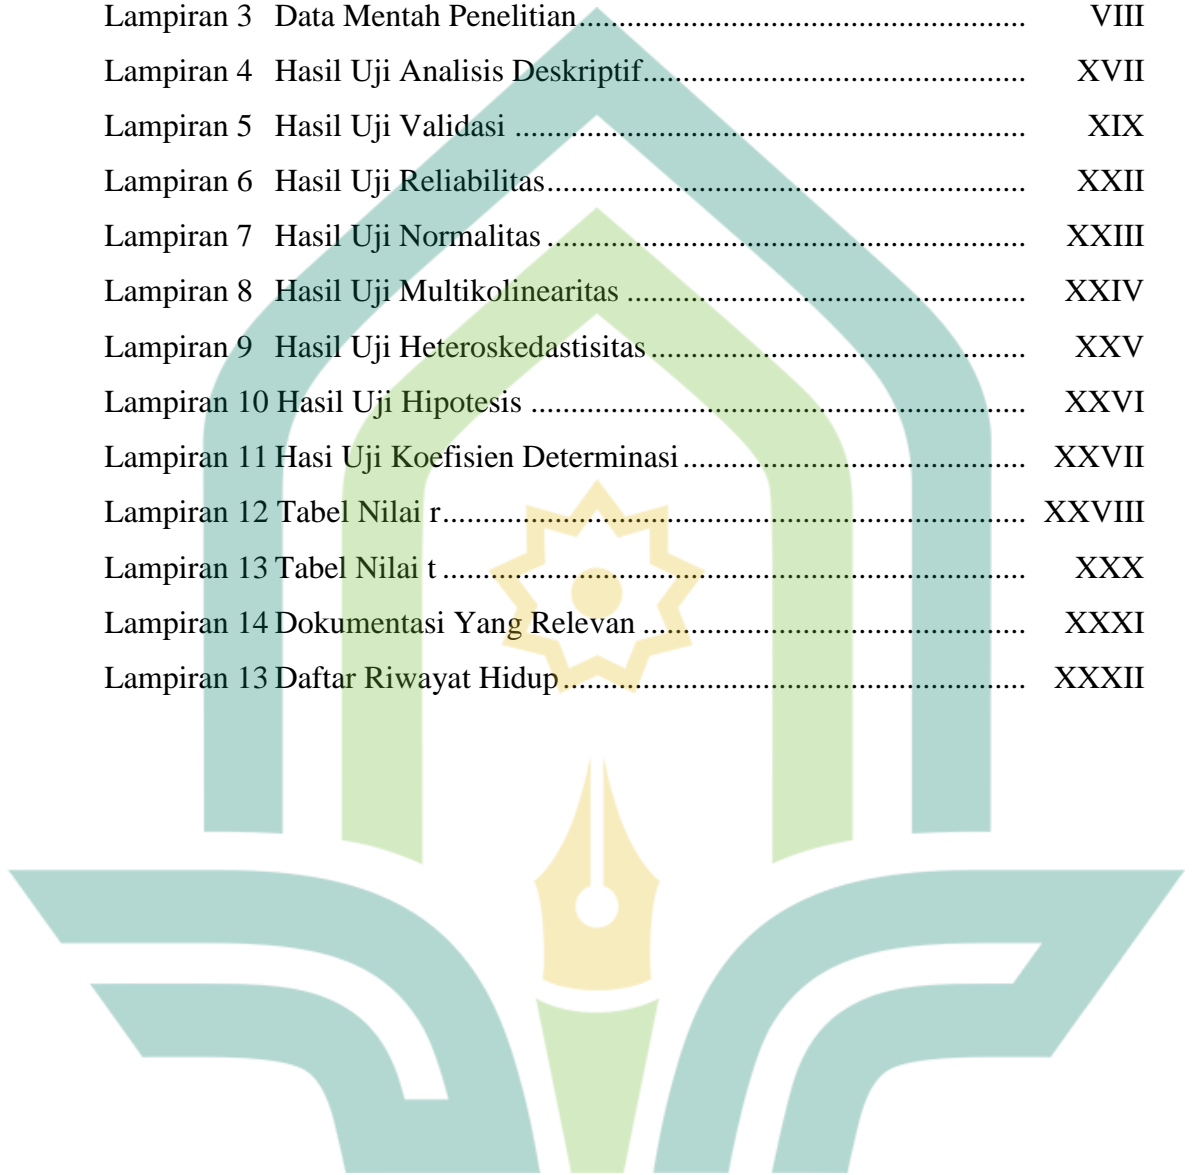 Lampiran 3 Data Mentah Penelitian....................................................... VIII
Lampiran 4 Hasil Uji Analisis Deskriptif............................................... XVII
Lampiran 5 Hasil Uji Validasi ............................................................... XIX
Lampiran 6 Hasil Uji Reliabilitas........................................................... XXII
Lampiran 7 Hasil Uji Normalitas ........................................................... XXIII
Lampiran 8 Hasil Uji Multikolinearitas ................................................. XXIV
Lampiran 9 Hasil Uji Heteroskedastisitas .............................................. XXV
Lampiran 10 Hasil Uji Hipotesis ............................................................. XXVI
Lampiran 11 Hasi Uji Koefisien Determinasi.......................................... XXVII
Lampiran 12 Tabel Nilai r........................................................................ XXVIII
Lampiran 13 Tabel Nilai t ........................................................................ XXX
Lampiran 14 Dokumentasi Yang Relevan ............................................... XXXI
Lampiran 13 Daftar Riwayat Hidup......................................................... XXXII